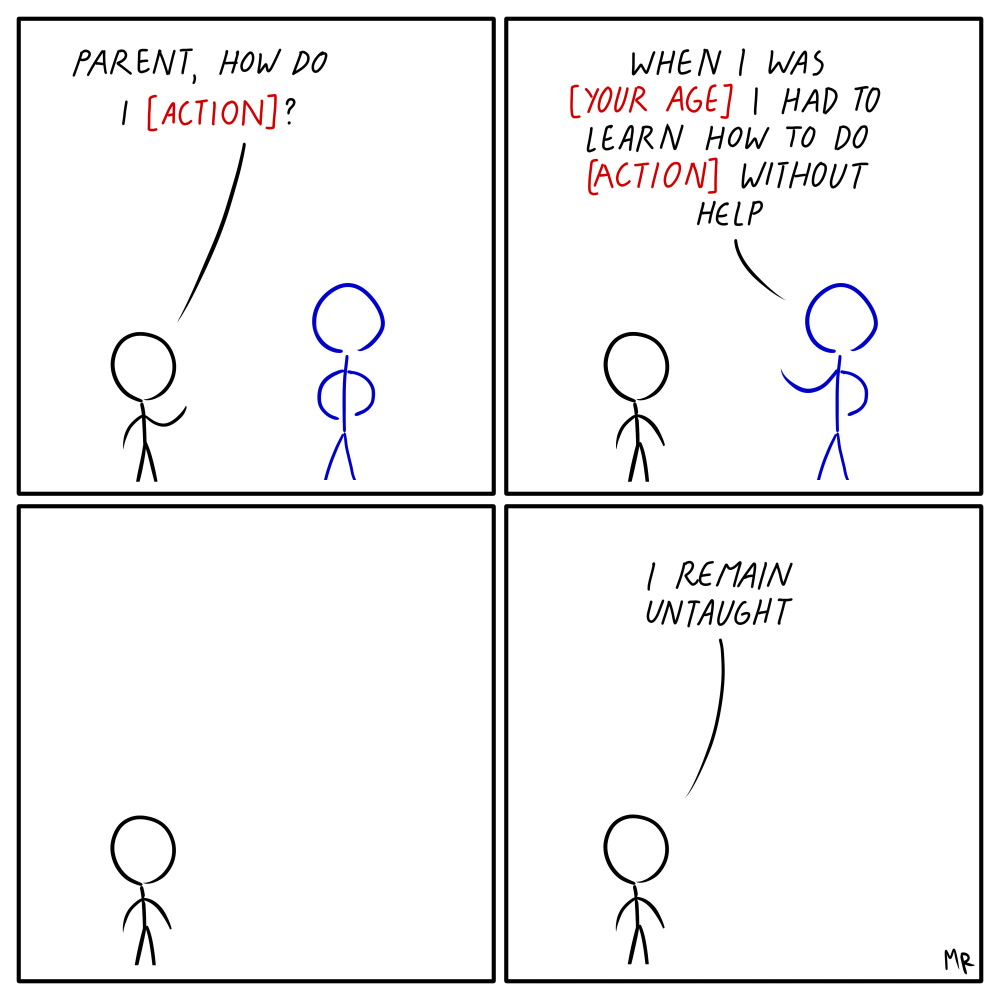 PARENT, HOW DO
I [ACTION]?
WHEN I WAS
[YOUR AGE] I HAD TO
LEARN HOW TO DO
[ACTION] WITHOUT
HELP
I REMAIN
UNTAUGHT
MR